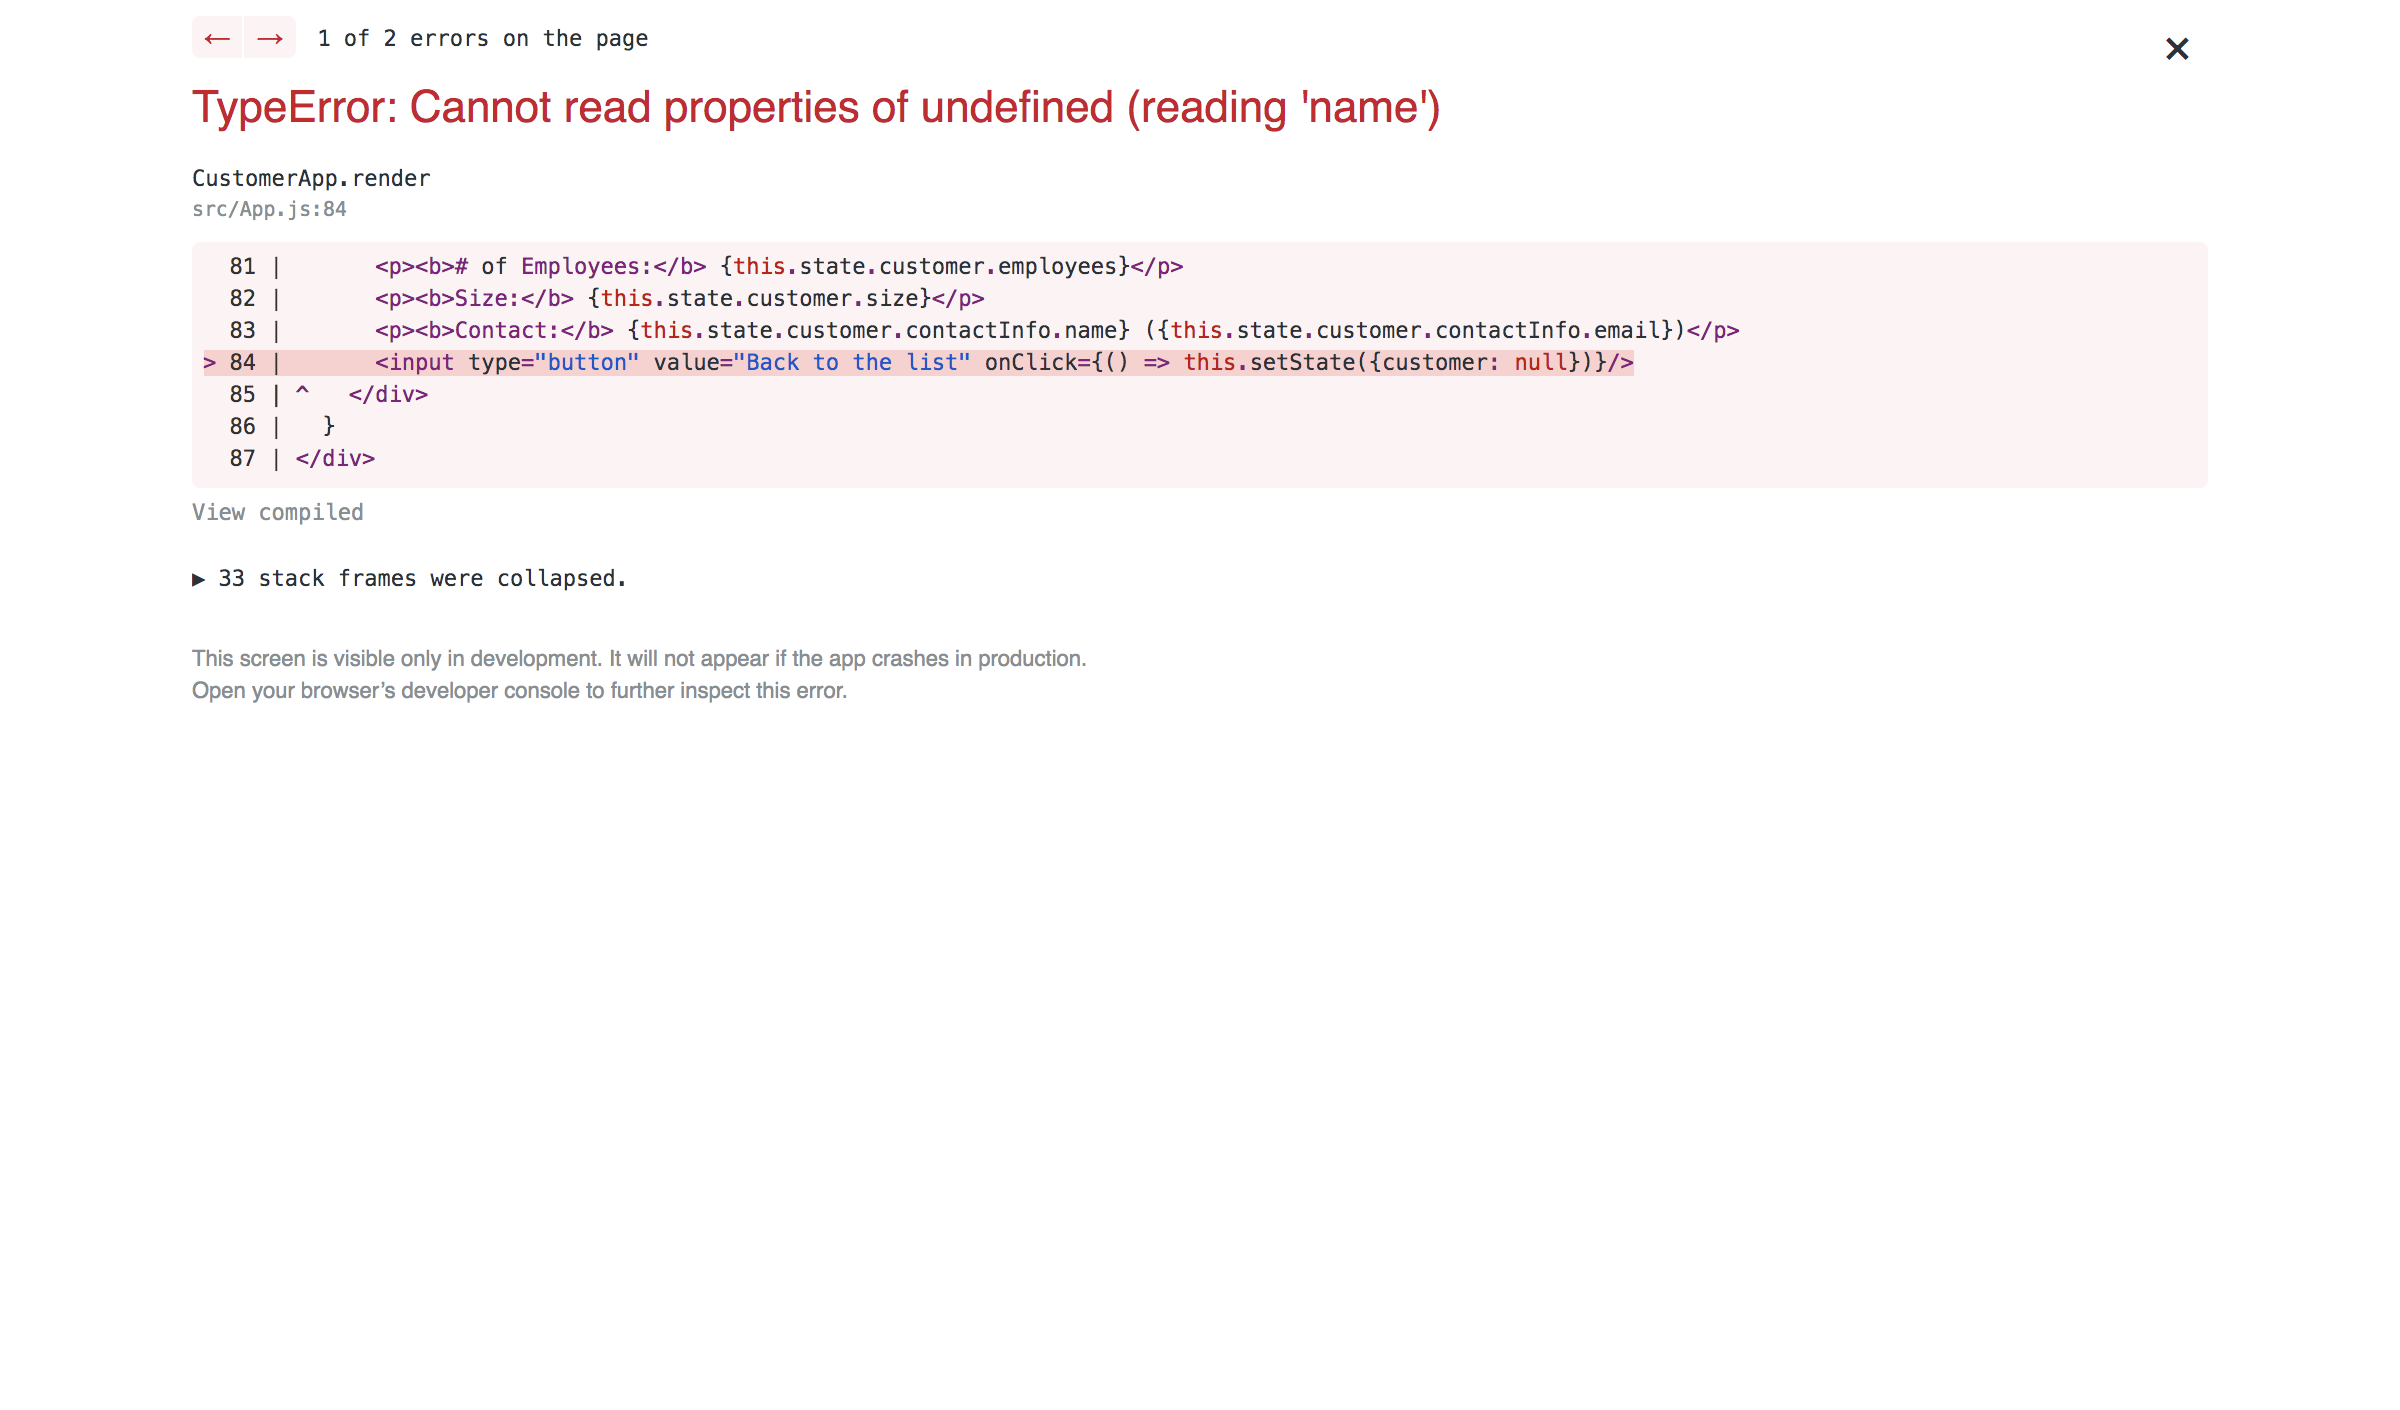 ← → 1 of 2 errors on the page ✕
TypeError: Cannot read properties of undefined (reading 'name')
CustomerApp.render
src/App.js:84
  81 |       <p><b># of Employees:</b> {this.state.customer.employees}</p>
  82 |       <p><b>Size:</b> {this.state.customer.size}</p>
  83 |       <p><b>Contact:</b> {this.state.customer.contactInfo.name} ({this.state.customer.contactInfo.email})</p>
> 84 |       <input type="button" value="Back to the list" onClick={() => this.setState({customer: null})}/>
  85 | ^   </div>
  86 |   }
  87 | </div>
View compiled
▶ 33 stack frames were collapsed.
This screen is visible only in development. It will not appear if the app crashes in production.
Open your browser’s developer console to further inspect this error.